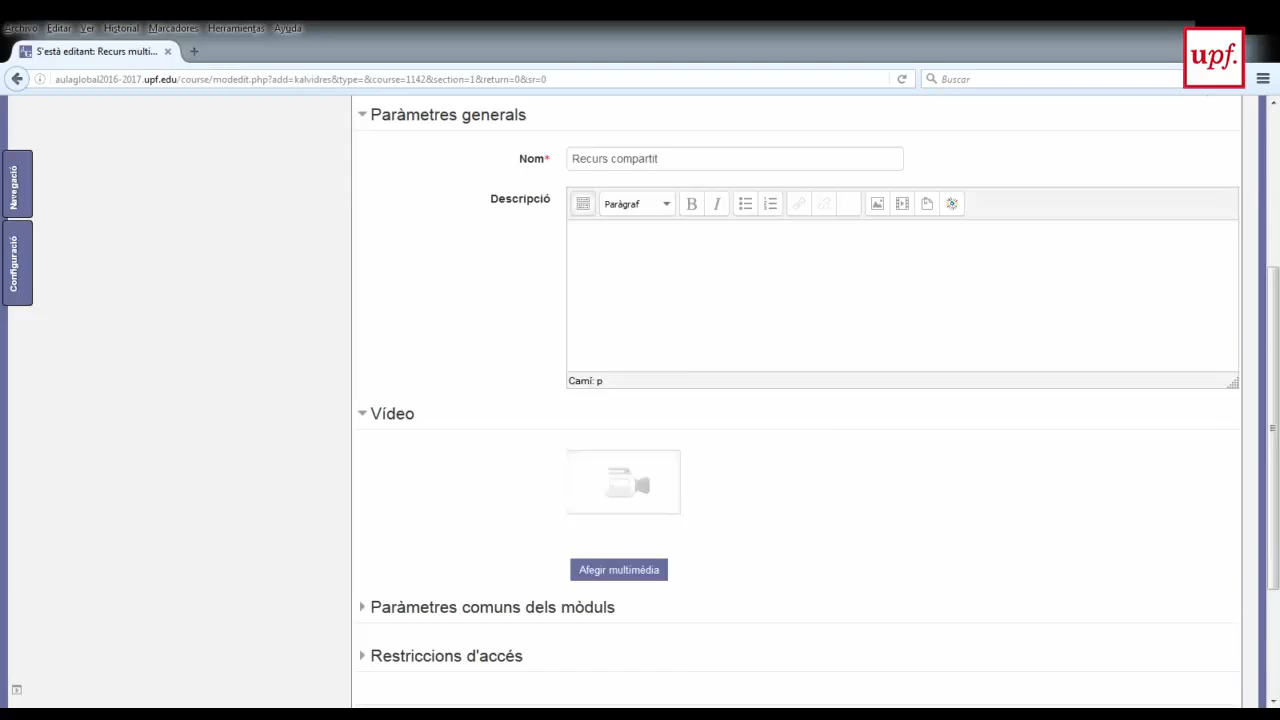 Archivo Editar Ver Historial Marcadores Herramientas Ayuda
S'està editant: Recurs multi...
upf.
aulaglobal2016-2017.upf.edu/course/modedit.php?add=kalvidres&type=&course=1142&section=1&return=0&sr=0
Buscar
Navegació
Configuració
Paràmetres generals
Nom*
Recurs compartit
Descripció
Paràgraf
B I
Camí: p
Vídeo
Afegir multimèdia
Paràmetres comuns dels mòduls
Restriccions d'accés